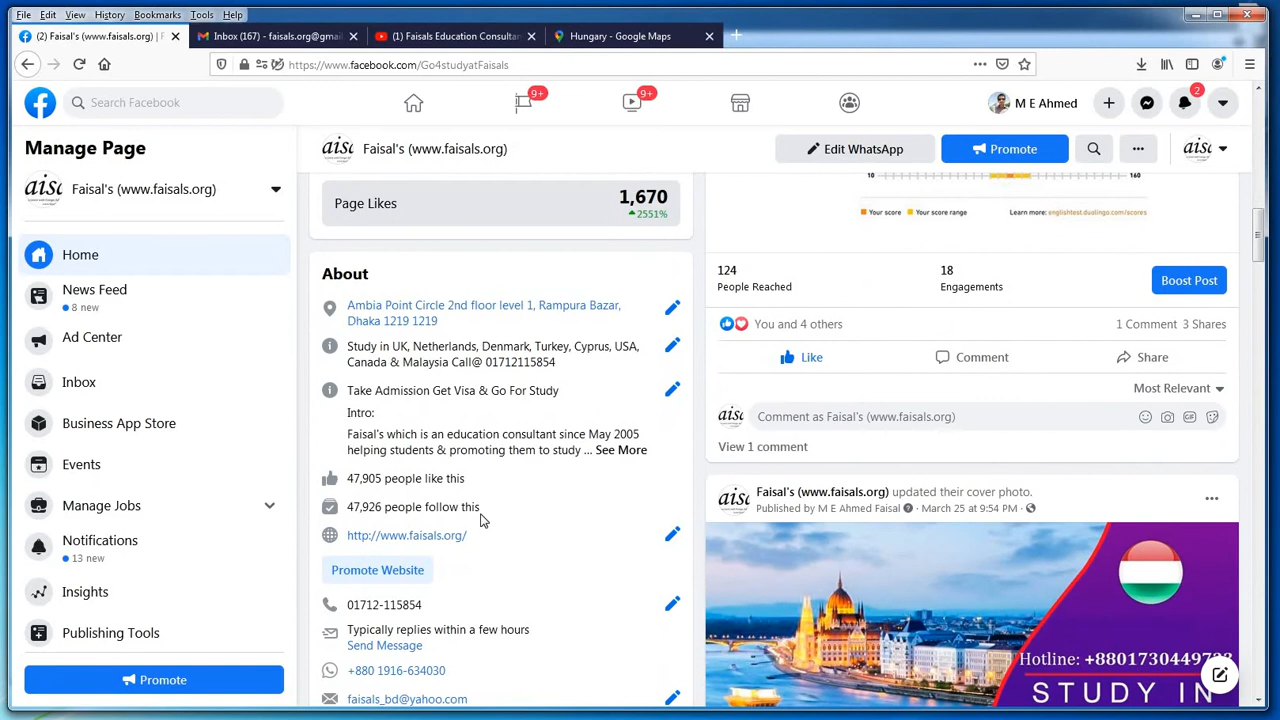 File Edit View History Bookmarks Tools Help
(2) Faisal's (www.faisals.org) | F
Inbox (167) - faisals.org@gmai
(1) Faisals Education Consultan
Hungary - Google Maps
https://www.facebook.com/Go4studyatFaisals
Search Facebook
9+
9+
M E Ahmed
2
Manage Page
Faisal's (www.faisals.org)
Edit WhatsApp
Promote
Faisal's (www.faisals.org)
Home
News Feed
8 new
Ad Center
Inbox
Business App Store
Events
Manage Jobs
Notifications
13 new
Insights
Publishing Tools
Promote
Page Likes
1,670
2551%
About
Ambia Point Circle 2nd floor level 1, Rampura Bazar,
Dhaka 1219 1219
Study in UK, Netherlands, Denmark, Turkey, Cyprus, USA,
Canada & Malaysia Call@ 01712115854
Take Admission Get Visa & Go For Study
Intro:
Faisal's which is an education consultant since May 2005
helping students & promoting them to study ... See More
47,905 people like this
47,926 people follow this
http://www.faisals.org/
Promote Website
01712-115854
Typically replies within a few hours
Send Message
+880 1916-634030
faisals_bd@yahoo.com
10
160
Your score
Your score range
Learn more: englishtest.duolingo.com/scores
124
People Reached
18
Engagements
Boost Post
You and 4 others
1 Comment 3 Shares
Like
Comment
Share
Most Relevant
Comment as Faisal's (www.faisals.org)
GIF
View 1 comment
Faisal's (www.faisals.org) updated their cover photo.
Published by M E Ahmed Faisal · March 25 at 9:54 PM ·
STUDY IN